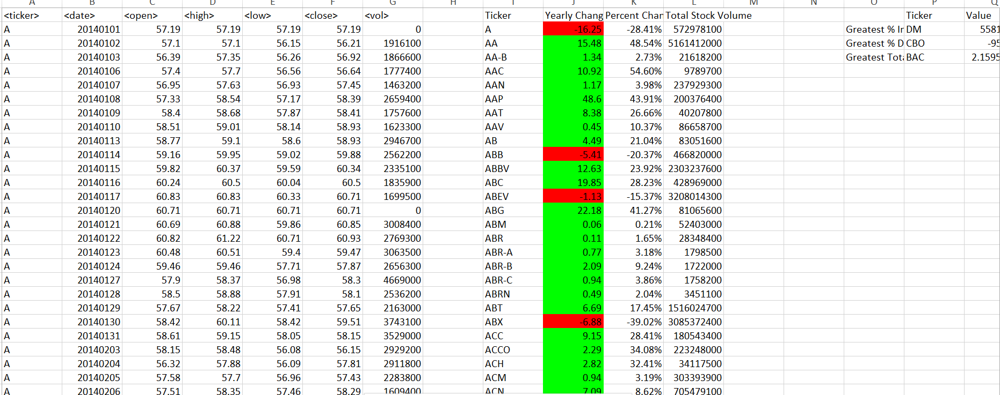 A B C D E F G H I J K L M N O P Q
<ticker> <date> <open> <high> <low> <close> <vol> Ticker Yearly Chang Percent Char Total Stock Volume Ticker Value
A 20140101 57.19 57.19 57.19 57.19 0 A -16.25 -28.41% 572978100 Greatest % Ir DM 5581
A 20140102 57.1 57.1 56.15 56.21 1916100 AA 15.48 48.54% 5161412000 Greatest % D CBO -95
A 20140103 56.39 57.35 56.26 56.92 1866600 AA-B 1.34 2.73% 21618200 Greatest Tota BAC 2.1595
A 20140106 57.4 57.7 56.56 56.64 1777400 AAC 10.92 54.60% 9789700
A 20140107 56.95 57.63 56.93 57.45 1463200 AAN 1.17 3.98% 237929300
A 20140108 57.33 58.54 57.17 58.39 2659400 AAP 48.6 43.91% 200376400
A 20140109 58.4 58.68 57.87 58.41 1757600 AAT 8.38 26.66% 40207800
A 20140110 58.51 59.01 58.14 58.93 1623300 AAV 0.45 10.37% 86658700
A 20140113 58.77 59.1 58.6 58.93 2946700 AB 4.49 21.04% 83051600
A 20140114 59.16 59.95 59.02 59.88 2562200 ABB -5.41 -20.37% 466820000
A 20140115 59.82 60.37 59.59 60.34 2335100 ABBV 12.63 23.92% 2303237600
A 20140116 60.24 60.5 60.04 60.5 1835900 ABC 19.85 28.23% 428969000
A 20140117 60.83 60.83 60.33 60.71 1699500 ABEV -1.13 -15.37% 3208014300
A 20140120 60.71 60.71 60.71 60.71 0 ABG 22.18 41.27% 81065600
A 20140121 60.69 60.88 59.86 60.85 3008400 ABM 0.06 0.21% 52403000
A 20140122 60.82 61.22 60.71 60.93 2769300 ABR 0.11 1.65% 28348400
A 20140123 60.48 60.51 59.4 59.47 3063500 ABR-A 0.77 3.18% 1798500
A 20140124 59.46 59.46 57.71 57.87 2656300 ABR-B 2.09 9.24% 1722000
A 20140127 57.9 58.37 56.98 58.3 4669000 ABR-C 0.94 3.86% 1758200
A 20140128 58.5 58.88 57.91 58.1 2536200 ABRN 0.49 2.04% 3451100
A 20140129 57.67 58.22 57.41 57.65 2163000 ABT 6.69 17.45% 1516024700
A 20140130 58.42 60.11 58.42 59.51 3743100 ABX -6.88 -39.02% 3085372400
A 20140131 58.61 59.15 58.05 58.15 3529000 ACC 9.15 28.41% 180543400
A 20140203 58.15 58.48 56.08 56.15 2929200 ACCO 2.29 34.08% 223248000
A 20140204 56.32 57.88 56.09 57.81 2911800 ACH 2.82 32.41% 34117500
A 20140205 57.58 57.7 56.96 57.43 2283800 ACM 0.94 3.19% 303393900
A 20140206 57.51 58.35 57.46 58.29 1609400 ACN 7.09 8.62% 705479100